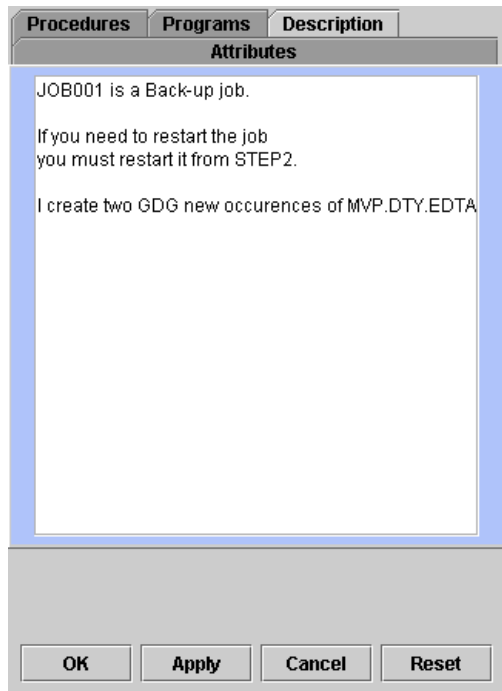 Procedures Programs Description
Attributes
JOB001 is a Back-up job.
If you need to restart the job
you must restart it from STEP2.
I create two GDG new occurences of MVP.DTY.EDTA
OK Apply Cancel Reset